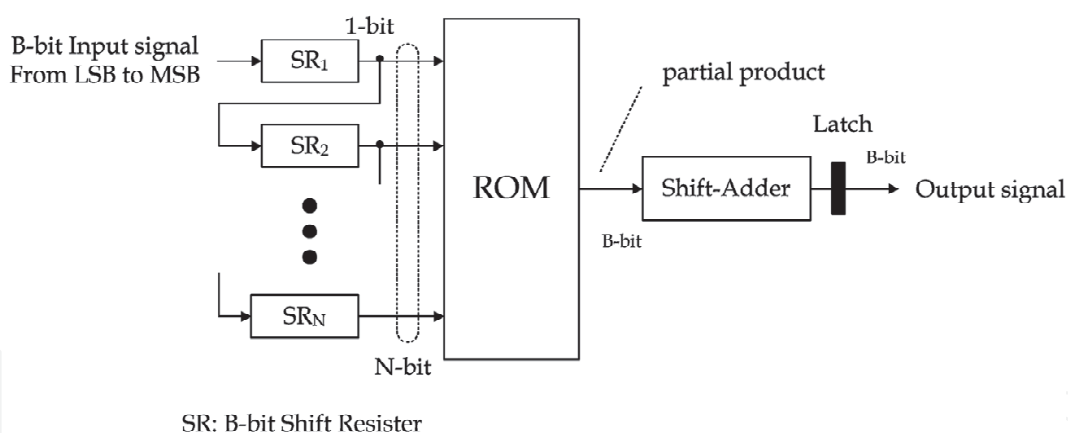 1-bit
B-bit Input signal
From LSB to MSB
SR1
SR2
SRN
N-bit
ROM
partial product
B-bit
Shift-Adder
Latch
B-bit
Output signal
SR: B-bit Shift Resister